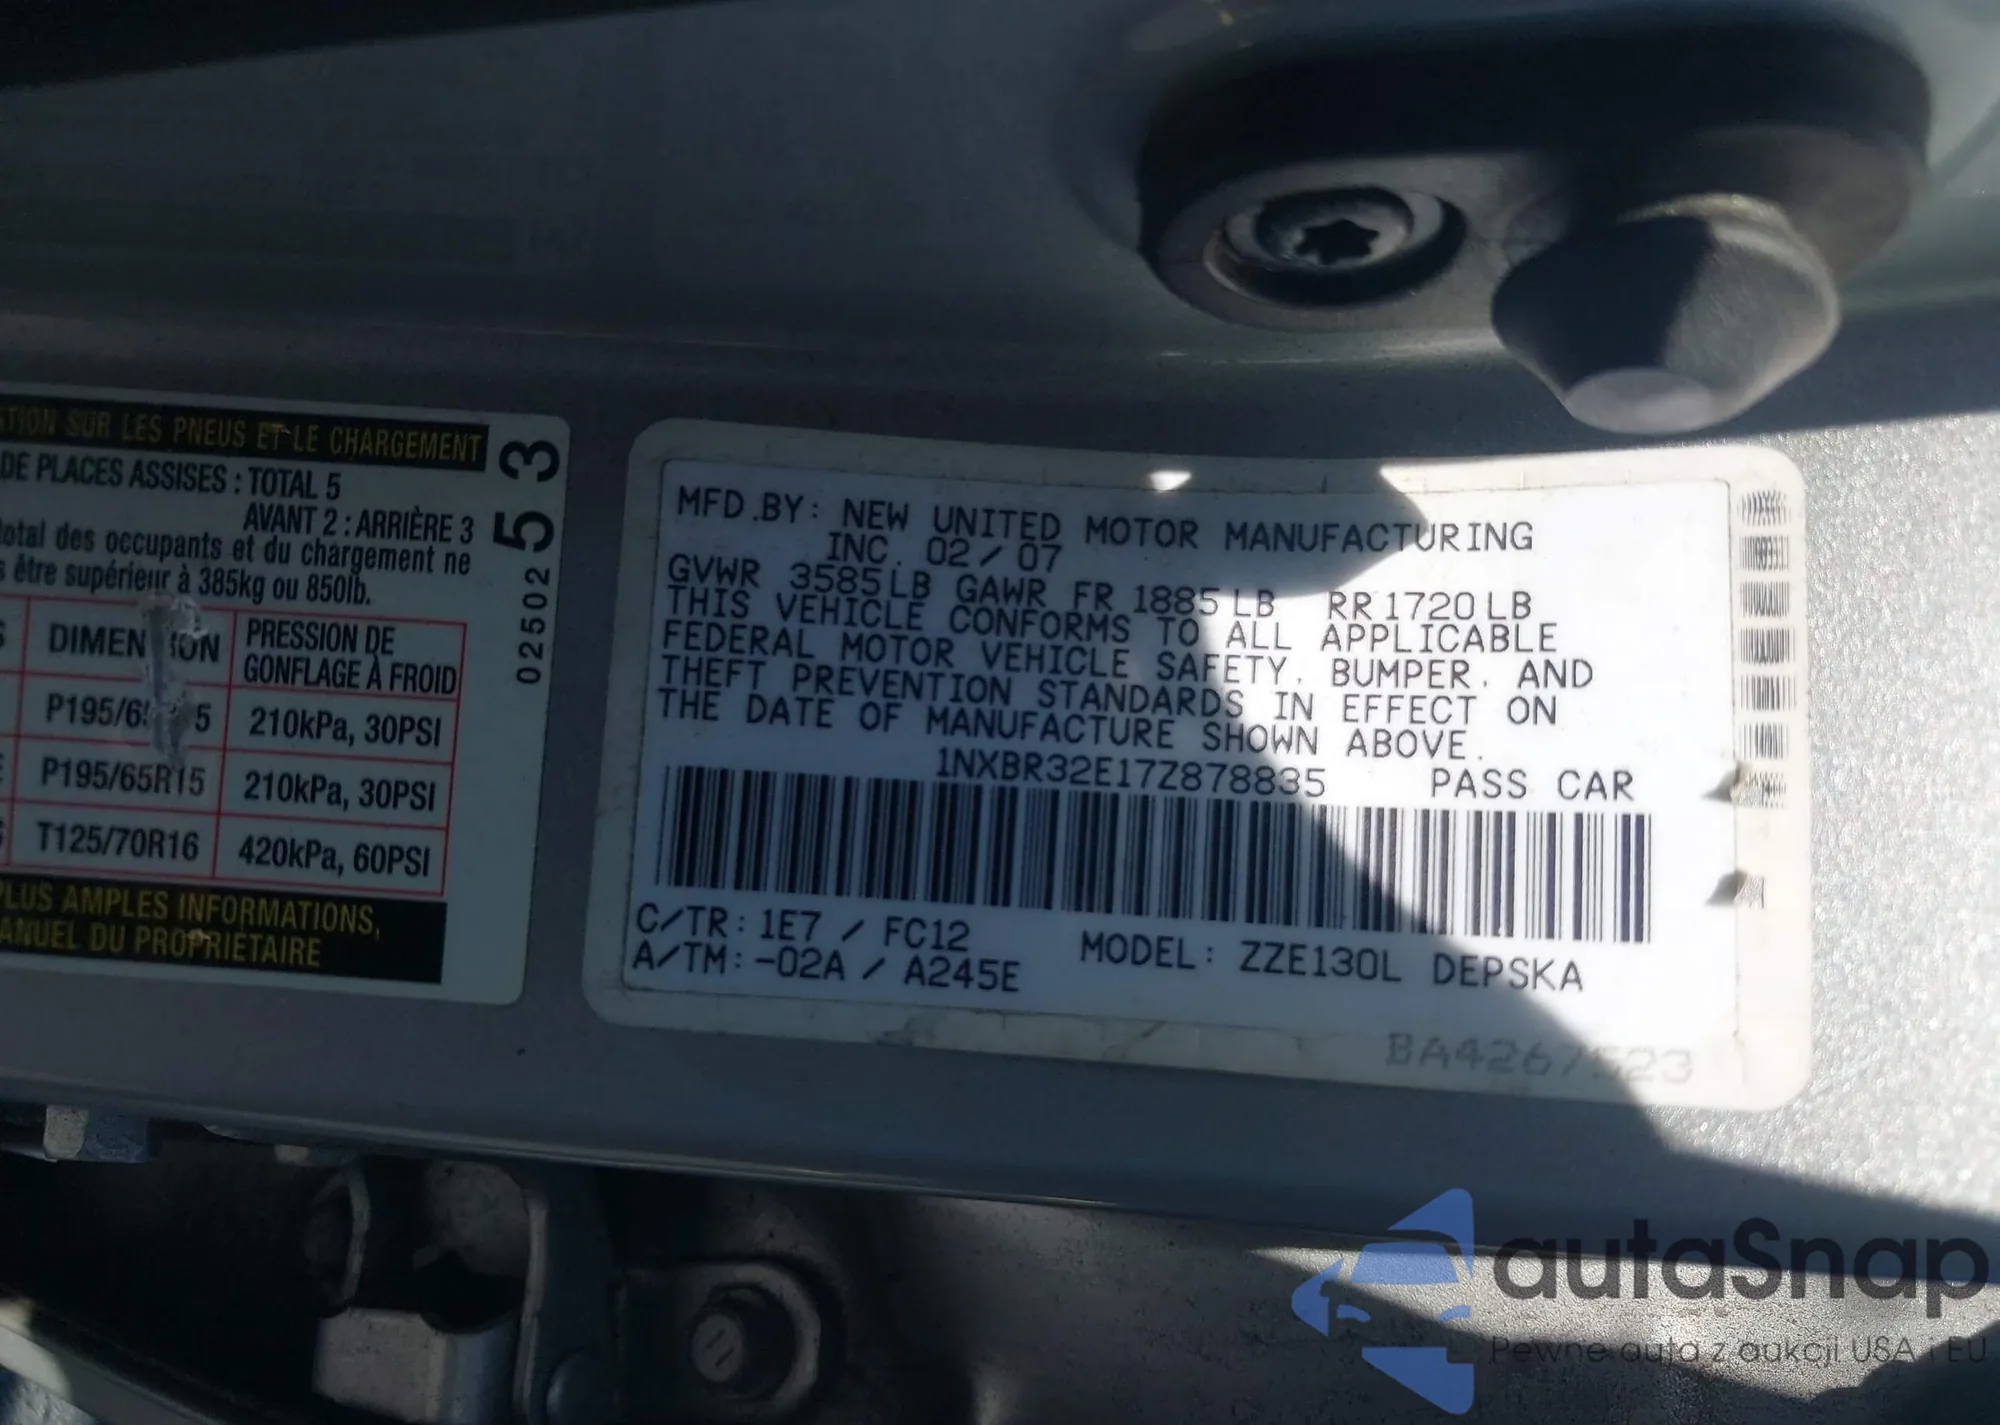 TION SUR LES PNEUS ET LE CHARGEMENT
DE PLACES ASSISES : TOTAL 5
AVANT 2 : ARRIÈRE 3
total des occupants et du chargement ne
s être supérieur à 385kg ou 850lb.
DIMENSION PRESSION DE
GONFLAGE À FROID
P195/65R15 210kPa, 30PSI
P195/65R15 210kPa, 30PSI
T125/70R16 420kPa, 60PSI
PLUS AMPLES INFORMATIONS,
ANUEL DU PROPRIÉTAIRE
02502 53
MFD.BY: NEW UNITED MOTOR MANUFACTURING
INC. 02/07
GVWR 3585LB GAWR FR 1885LB RR1720LB
THIS VEHICLE CONFORMS TO ALL APPLICABLE
FEDERAL MOTOR VEHICLE SAFETY, BUMPER, AND
THEFT PREVENTION STANDARDS IN EFFECT ON
THE DATE OF MANUFACTURE SHOWN ABOVE.
1NXBR32E17Z878835 PASS CAR
C/TR: 1E7 / FC12
A/TM: -02A / A245E
MODEL: ZZE130L DEPSKA
BA4267523
autaSnap
Pewne auta z aukcji USA i EU